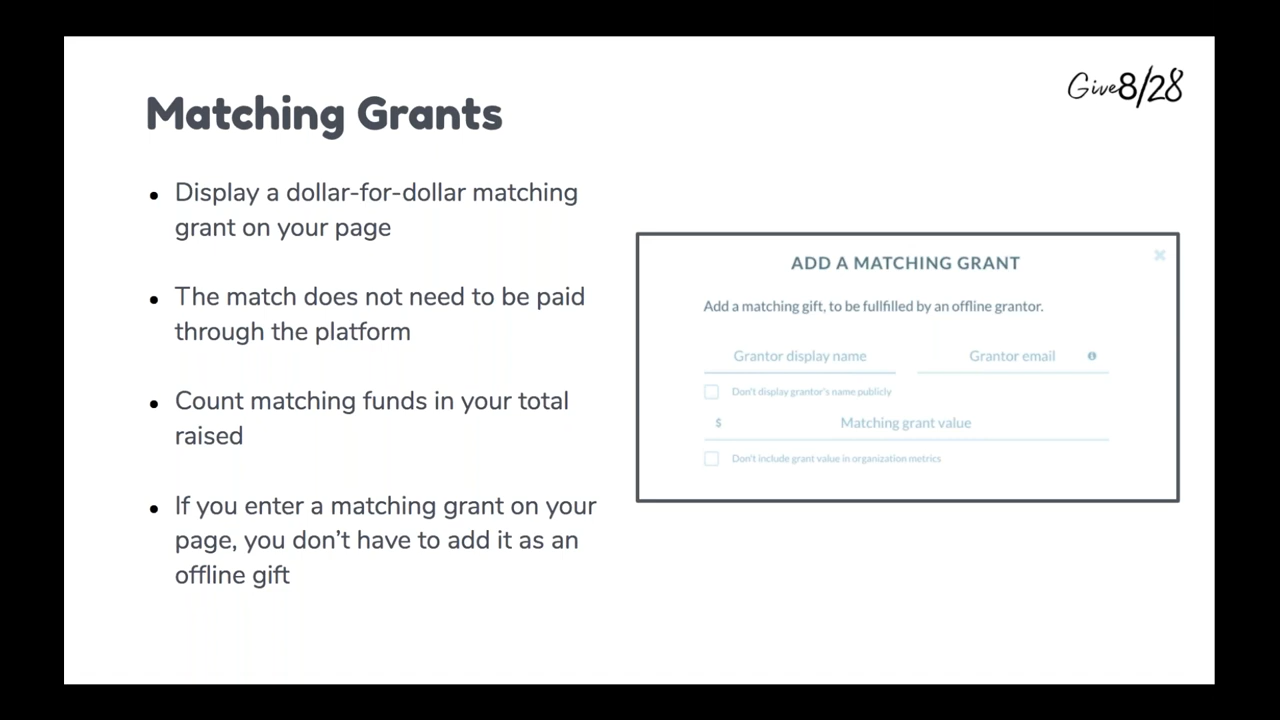 Give8/28
Matching Grants
Display a dollar-for-dollar matching
grant on your page
The match does not need to be paid
through the platform
Count matching funds in your total
raised
If you enter a matching grant on your
page, you don’t have to add it as an
offline gift
ADD A MATCHING GRANT
Add a matching gift, to be fullfilled by an offline grantor.
Grantor display name
Grantor email
Don't display grantor's name publicly
$ Matching grant value
Don't include grant value in organization metrics